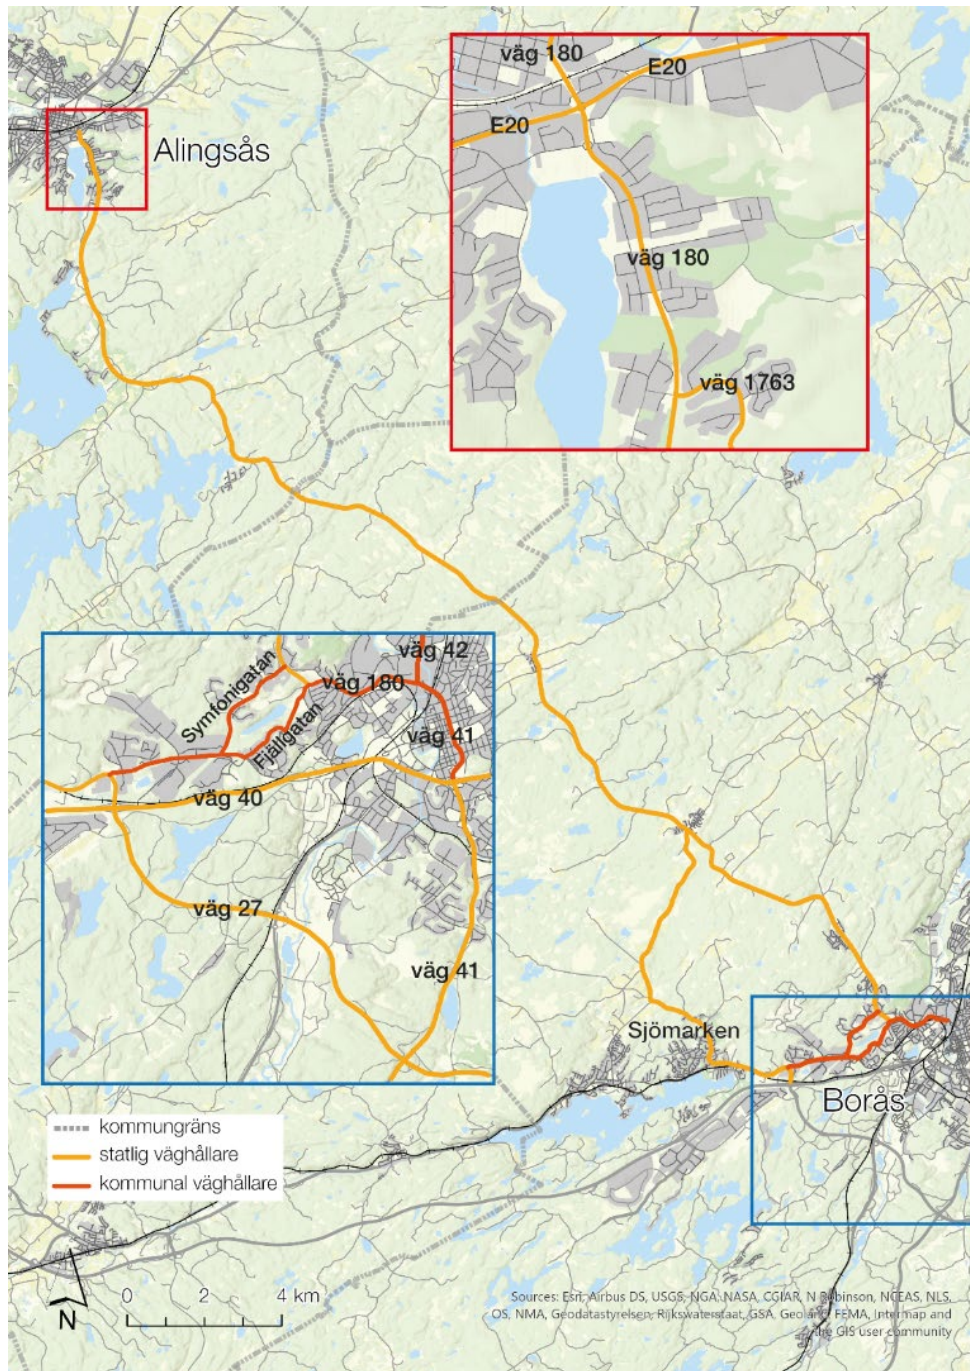 väg 180
E20
E20
Alingsås
väg 180
väg 1763
väg 42
Symfonigatan
väg 180
Fjällgatan
väg 41
väg 40
väg 27
väg 41
Sjömarken
Borås
kommungräns
statlig väghållare
kommunal väghållare
N
0 2 4 km
Sources: Esri, Airbus DS, USGS, NGA, NASA, CGIAR, N Robinson, NCEAS, NLS,
OS, NMA, Geodatastyrelsen, Rijkswaterstaat, GSA, Geoland, FEMA, Intermap and
the GIS user community